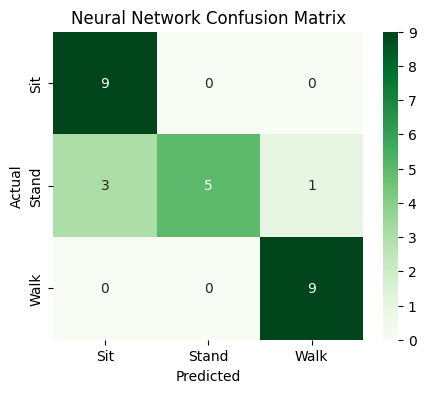 Neural Network Confusion Matrix
Actual
Sit
Stand
Walk
9 0 0
3 5 1
0 0 9
Sit Stand Walk
Predicted
9
8
7
6
5
4
3
2
1
0